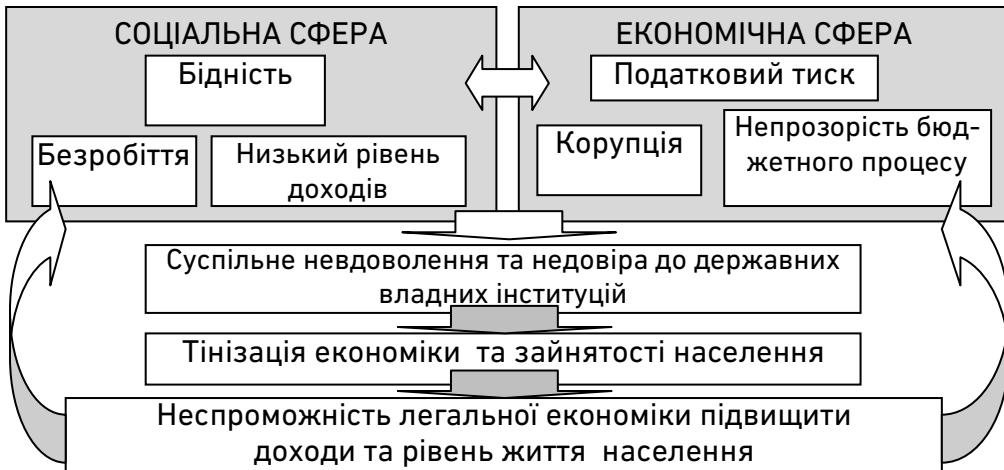 СОЦІАЛЬНА СФЕРА
Бідність
Безробіття
Низький рівень
доходів
ЕКОНОМІЧНА СФЕРА
Податковий тиск
Корупція
Непрозорість бюд-
жетного процесу
Суспільне невдоволення та недовіра до державних
владних інституцій
Тінізація економіки та зайнятості населення
Неспроможність легальної економіки підвищити
доходи та рівень життя населення